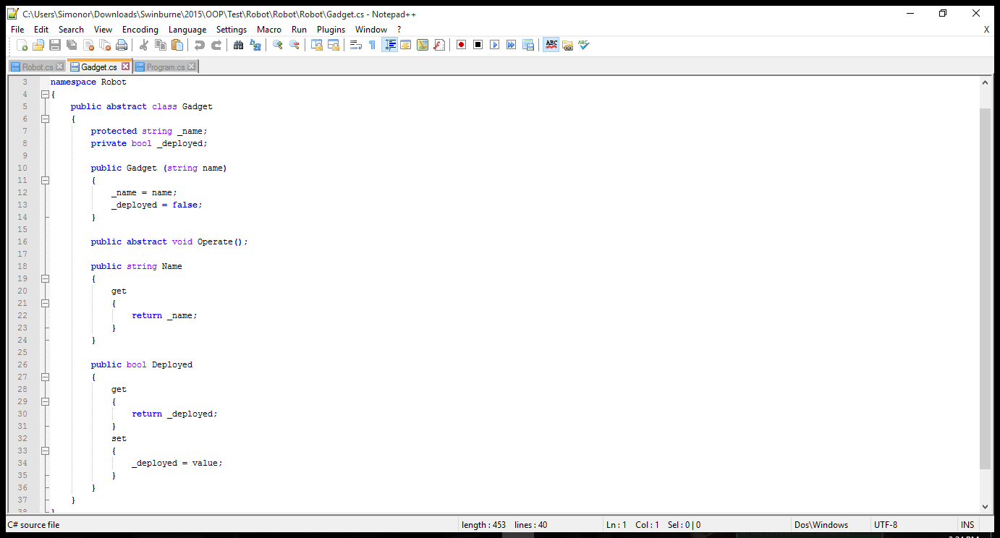 C:\Users\Simonor\Downloads\Swinburne\2015\OOP\Test\Robot\Robot\Robot\Gadget.cs - Notepad++
File Edit Search View Encoding Language Settings Macro Run Plugins Window ? X
ABC ABC
Robot.cs Gadget.cs Program.cs
3 namespace Robot
4 {
5 public abstract class Gadget
6 {
7 protected string _name;
8 private bool _deployed;
9
10 public Gadget (string name)
11 {
12 _name = name;
13 _deployed = false;
14 }
15
16 public abstract void Operate();
17
18 public string Name
19 {
20 get
21 {
22 return _name;
23 }
24 }
25
26 public bool Deployed
27 {
28 get
29 {
30 return _deployed;
31 }
32 set
33 {
34 _deployed = value;
35 }
36 }
37 }
38 }
C# source file length : 453 lines : 40 Ln : 1 Col : 1 Sel : 0 | 0 Dos\Windows UTF-8 INS